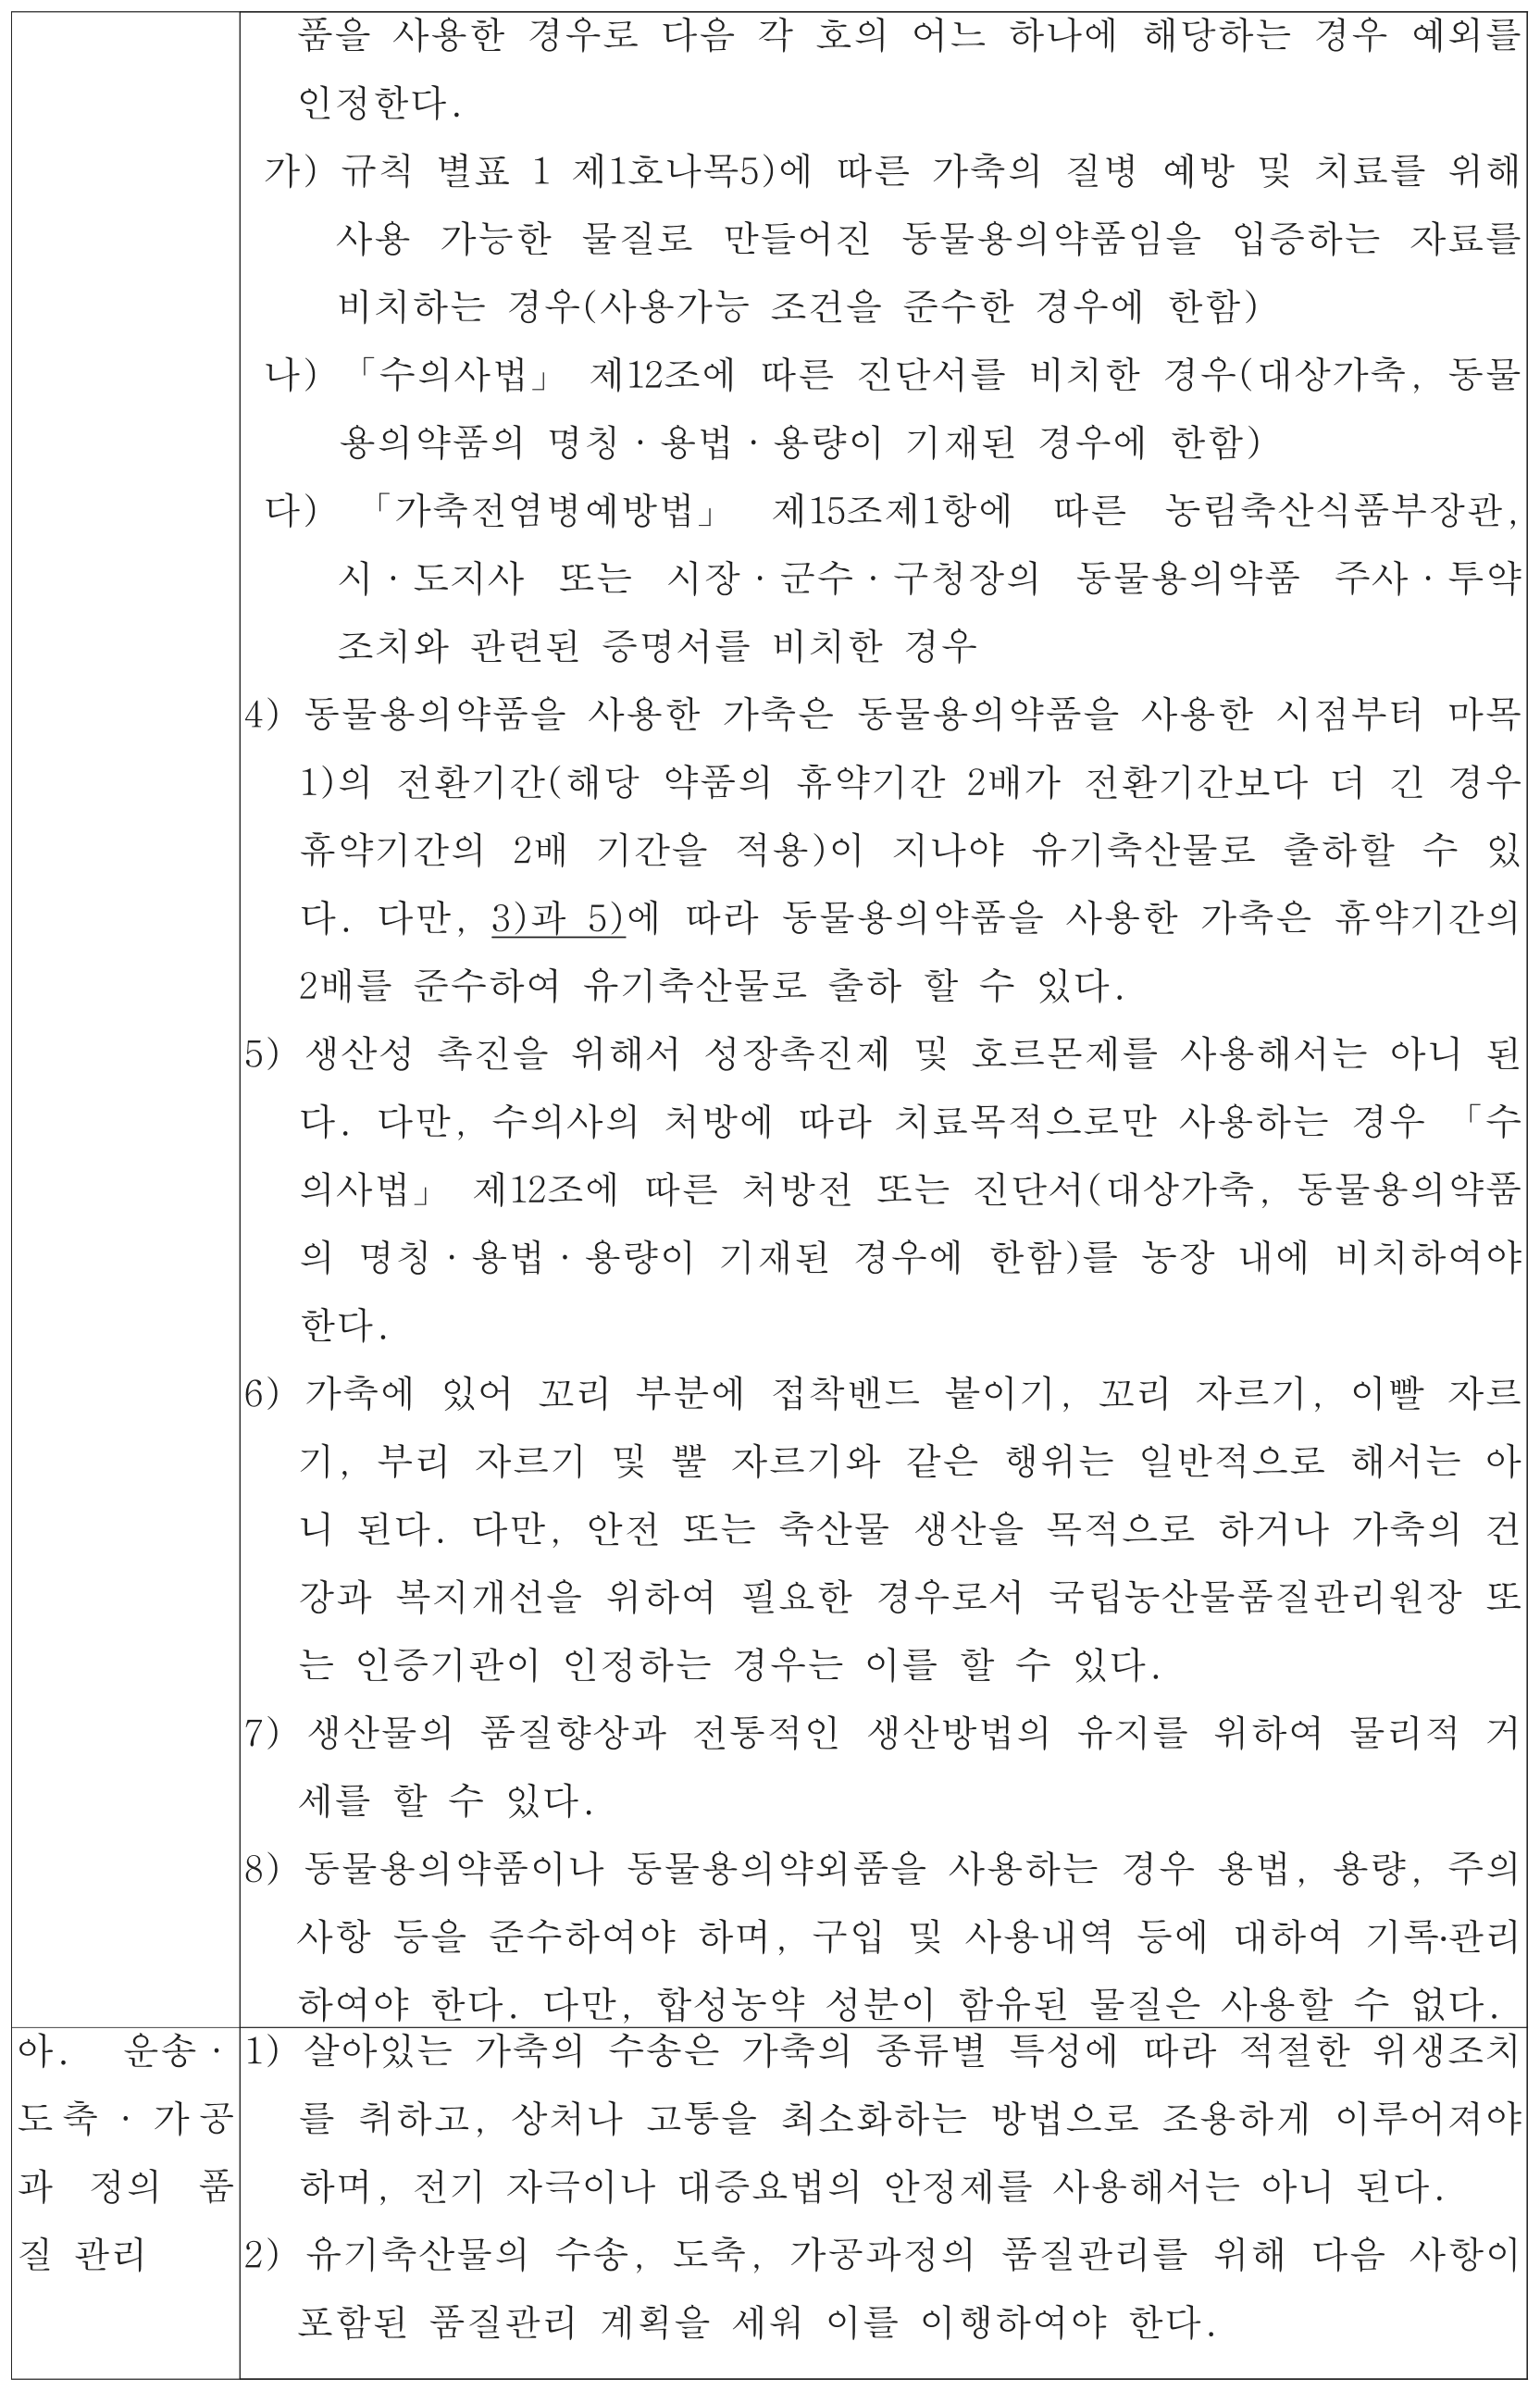 품을 사용한 경우로 다음 각 호의 어느 하나에 해당하는 경우 예외를
인정한다.
가) 규칙 별표 1 제1호나목5)에 따른 가축의 질병 예방 및 치료를 위해
사용 가능한 물질로 만들어진 동물용의약품임을 입증하는 자료를
비치하는 경우(사용가능 조건을 준수한 경우에 한함)
나) 「수의사법」 제12조에 따른 진단서를 비치한 경우(대상가축, 동물
용의약품의 명칭·용법·용량이 기재된 경우에 한함)
다) 「가축전염병예방법」 제15조제1항에 따른 농림축산식품부장관,
시·도지사 또는 시장·군수·구청장의 동물용의약품 주사·투약
조치와 관련된 증명서를 비치한 경우
4) 동물용의약품을 사용한 가축은 동물용의약품을 사용한 시점부터 마목
1)의 전환기간(해당 약품의 휴약기간 2배가 전환기간보다 더 긴 경우
휴약기간의 2배 기간을 적용)이 지나야 유기축산물로 출하할 수 있
다. 다만, 3)과 5)에 따라 동물용의약품을 사용한 가축은 휴약기간의
2배를 준수하여 유기축산물로 출하 할 수 있다.
5) 생산성 촉진을 위해서 성장촉진제 및 호르몬제를 사용해서는 아니 된
다. 다만, 수의사의 처방에 따라 치료목적으로만 사용하는 경우 「수
의사법」 제12조에 따른 처방전 또는 진단서(대상가축, 동물용의약품
의 명칭·용법·용량이 기재된 경우에 한함)를 농장 내에 비치하여야
한다.
6) 가축에 있어 꼬리 부분에 접착밴드 붙이기, 꼬리 자르기, 이빨 자르
기, 부리 자르기 및 뿔 자르기와 같은 행위는 일반적으로 해서는 아
니 된다. 다만, 안전 또는 축산물 생산을 목적으로 하거나 가축의 건
강과 복지개선을 위하여 필요한 경우로서 국립농산물품질관리원장 또
는 인증기관이 인정하는 경우는 이를 할 수 있다.
7) 생산물의 품질향상과 전통적인 생산방법의 유지를 위하여 물리적 거
세를 할 수 있다.
8) 동물용의약품이나 동물용의약외품을 사용하는 경우 용법, 용량, 주의
사항 등을 준수하여야 하며, 구입 및 사용내역 등에 대하여 기록·관리
하여야 한다. 다만, 합성농약 성분이 함유된 물질은 사용할 수 없다.
아. 운송·
도축·가공
과 정의 품
질 관리
1) 살아있는 가축의 수송은 가축의 종류별 특성에 따라 적절한 위생조치
를 취하고, 상처나 고통을 최소화하는 방법으로 조용하게 이루어져야
하며, 전기 자극이나 대증요법의 안정제를 사용해서는 아니 된다.
2) 유기축산물의 수송, 도축, 가공과정의 품질관리를 위해 다음 사항이
포함된 품질관리 계획을 세워 이를 이행하여야 한다.